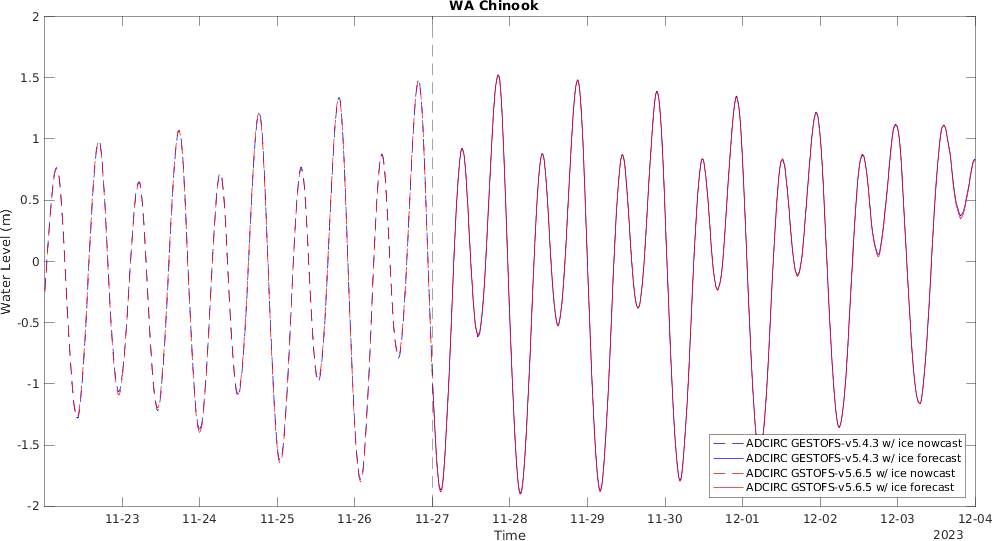 WA Chinook
2
1.5
1
0.5
0
-0.5
-1
-1.5
-2
Water Level (m)
ADCIRC GESTOFS-v5.4.3 w/ ice nowcast
ADCIRC GESTOFS-v5.4.3 w/ ice forecast
ADCIRC GSTOFS-v5.6.5 w/ ice nowcast
ADCIRC GSTOFS-v5.6.5 w/ ice forecast
11-23 11-24 11-25 11-26 11-27 11-28 11-29 11-30 12-01 12-02 12-03 12-04
Time
2023